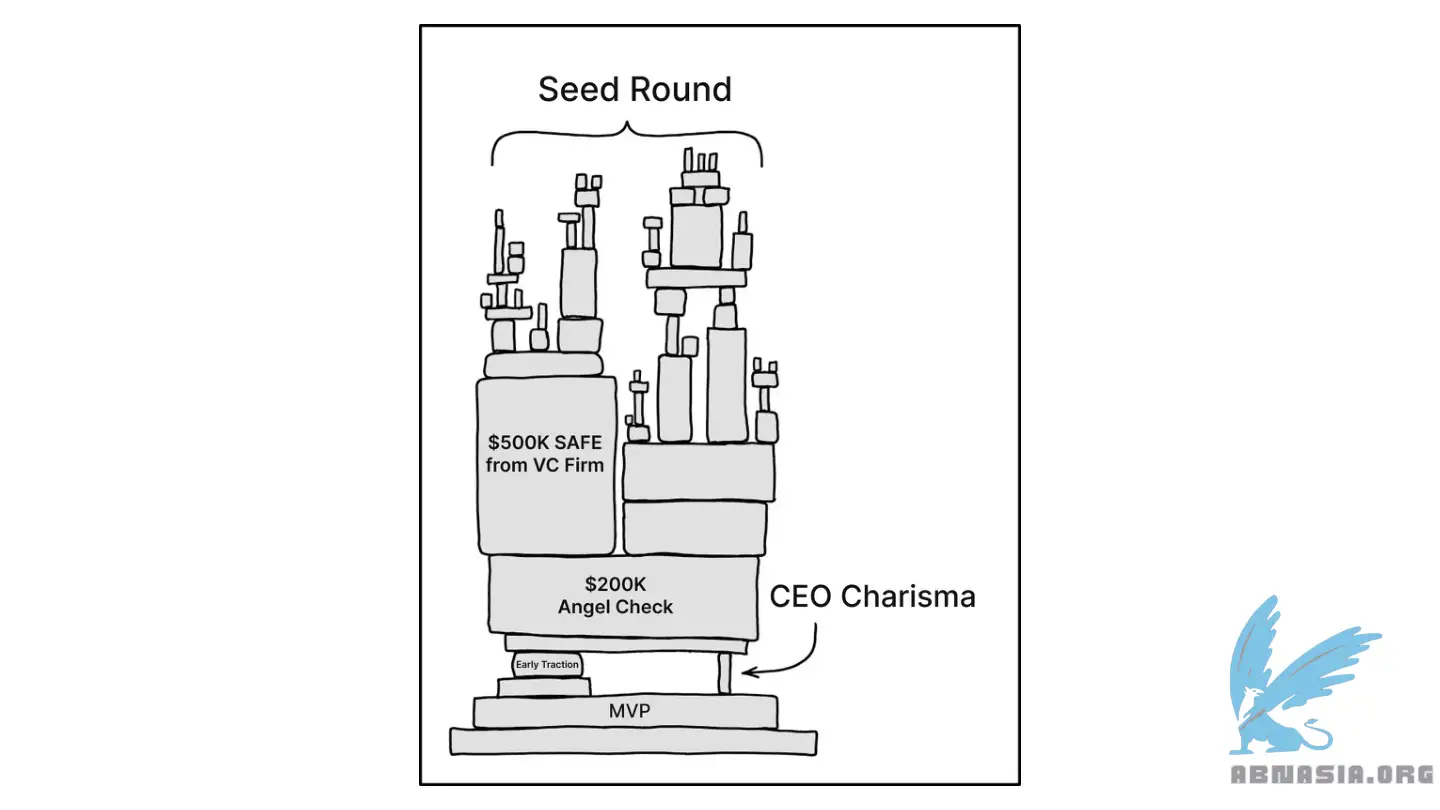 Seed Round
$500K SAFE
from VC Firm
$200K
Angel Check
CEO Charisma
Early Traction
MVP
ABNASIA.ORG